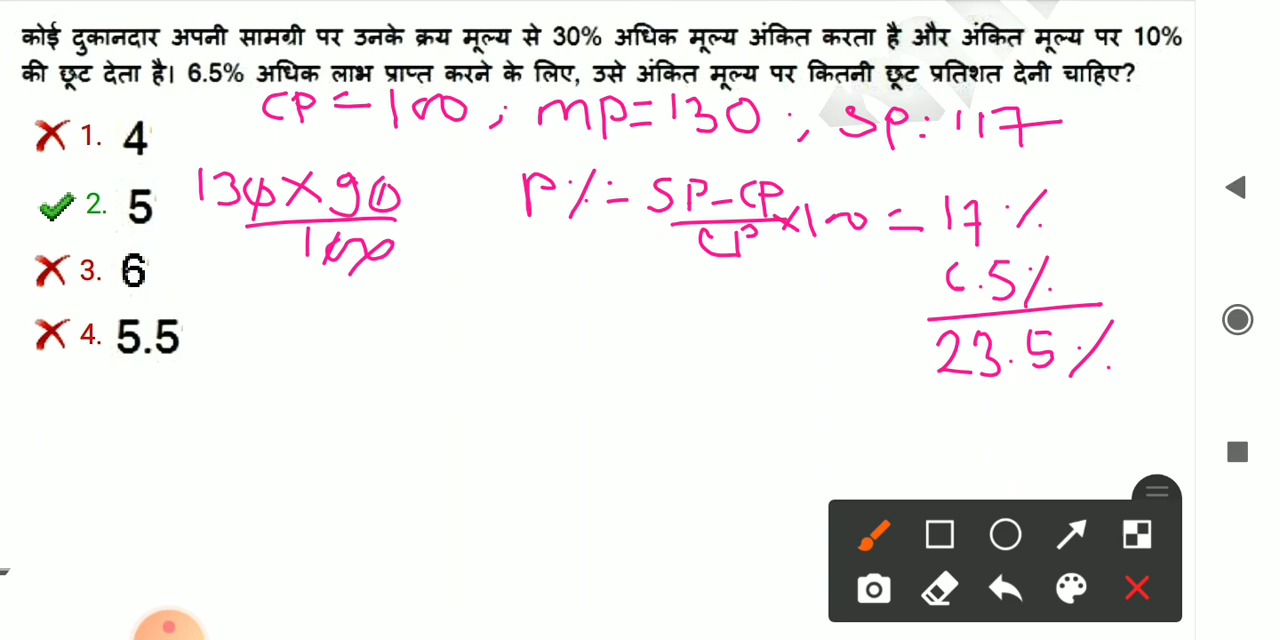 कोई दुकानदार अपनी सामग्री पर उनके क्रय मूल्य से 30% अधिक मूल्य अंकित करता है और अंकित मूल्य पर 10%
की छूट देता है। 6.5% अधिक लाभ प्राप्त करने के लिए, उसे अंकित मूल्य पर कितनी छूट प्रतिशत देनी चाहिए?
CP = 100 ; MP = 130 ; SP: 117
1. 4
2. 5
130 X 90
100
P% = SP - CP
CP
X 100 = 17 %
3. 6
6.5%
4. 5.5
23.5%